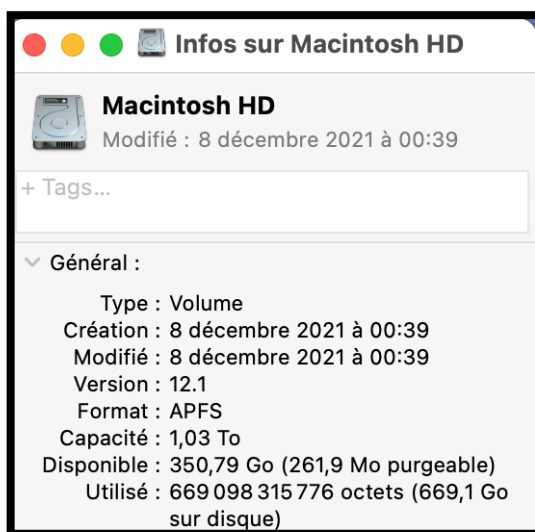 Infos sur Macintosh HD
Macintosh HD
Modifié : 8 décembre 2021 à 00:39
+ Tags...
Général :
Type : Volume
Création : 8 décembre 2021 à 00:39
Modifié : 8 décembre 2021 à 00:39
Version : 12.1
Format : APFS
Capacité : 1,03 To
Disponible : 350,79 Go (261,9 Mo purgeable)
Utilisé : 669 098 315 776 octets (669,1 Go
sur disque)